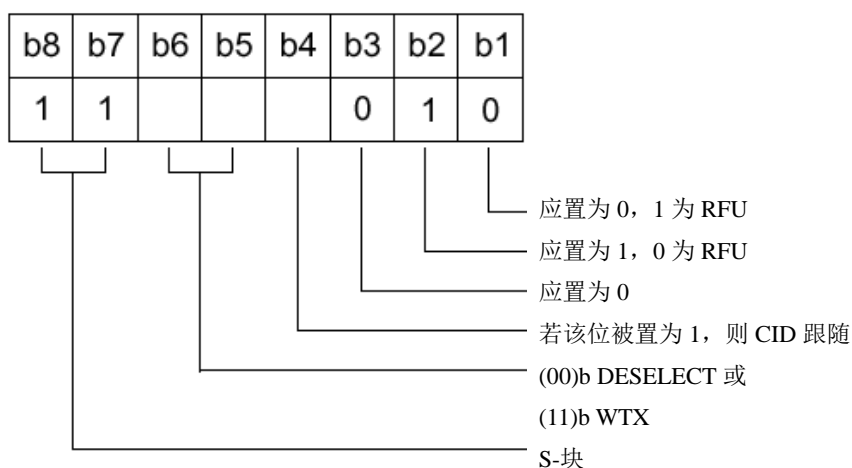 b8 b7 b6 b5 b4 b3 b2 b1
1 1 0 1 0
应置为 0，1 为 RFU
应置为 1，0 为 RFU
应置为 0
若该位被置为 1，则 CID 跟随
(00)b DESELECT 或
(11)b WTX
S-块